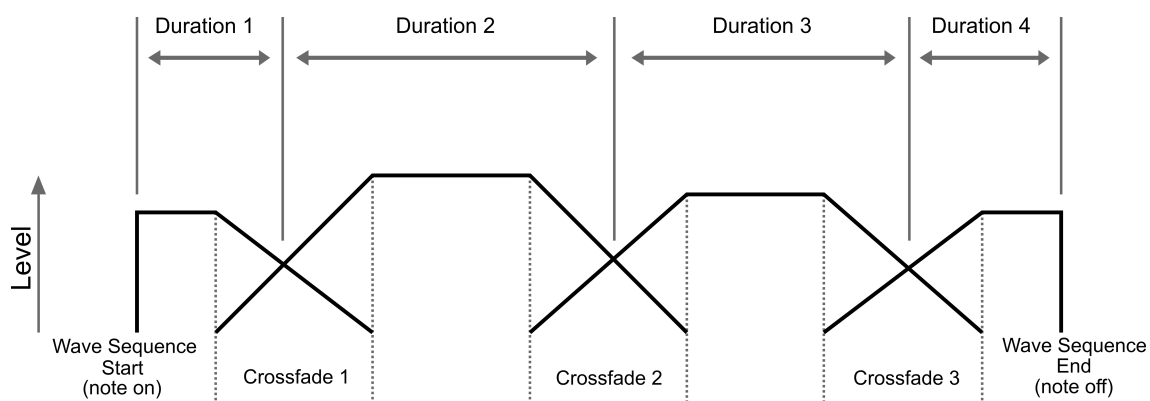 Duration 1
Duration 2
Duration 3
Duration 4
Level
Wave Sequence
Start
(note on)
Crossfade 1
Crossfade 2
Crossfade 3
Wave Sequence
End
(note off)